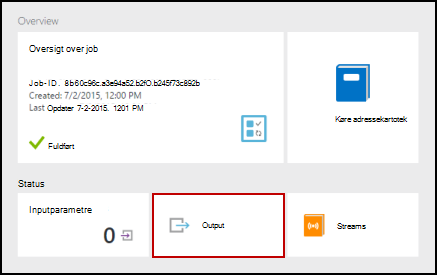 Overview
Oversigt over job
Job-ID. 8b60c96c.a3e94a52.b2fO.b245f73c892b
Created: 7/2/2015, 12:00 PM
Last Opdater 7-2-2015, 1201 PM
Fuldført
Køre adressekartotek
Status
Inputparametre
0
Output
Streams